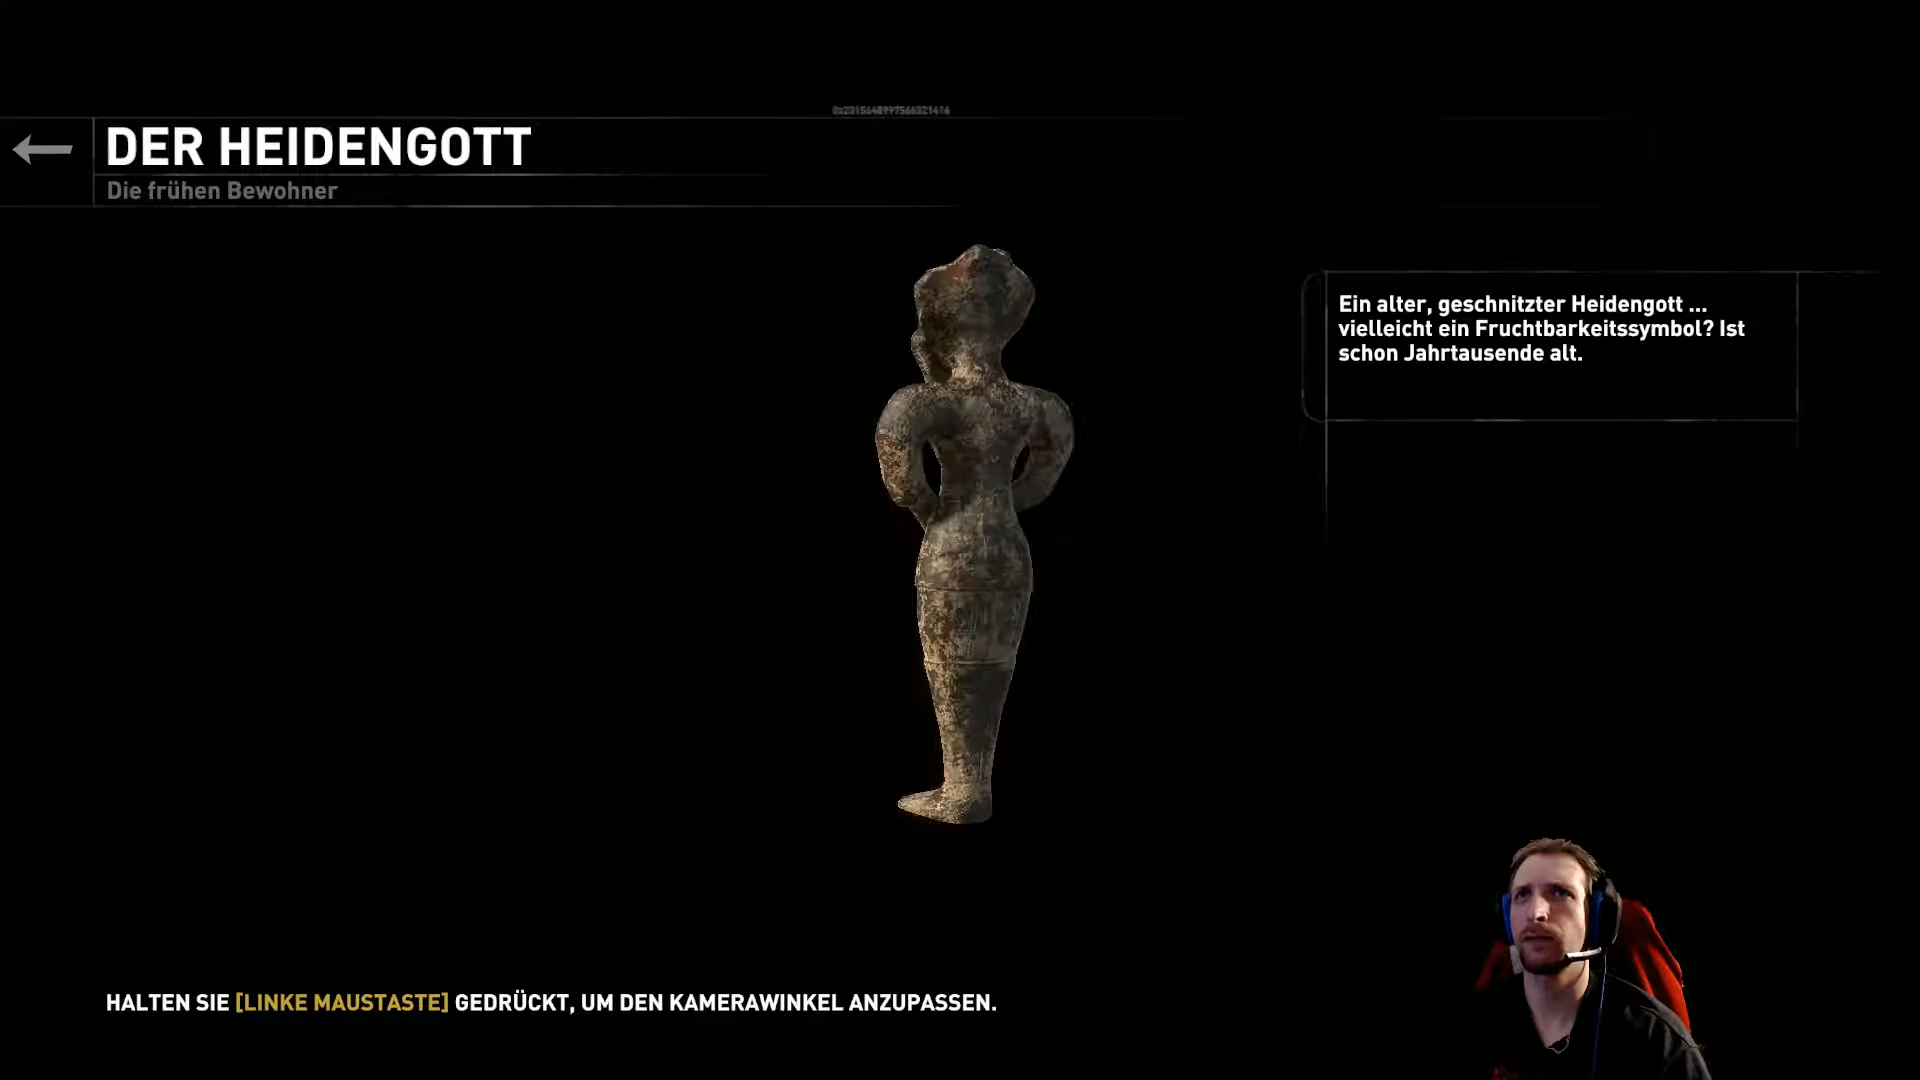 DER HEIDENGOTT
Die frühen Bewohner
Ein alter, geschnitzter Heidengott ...
vielleicht ein Fruchtbarkeitssymbol? Ist
schon Jahrtausende alt.
HALTEN SIE [LINKE MAUSTASTE] GEDRÜCKT, UM DEN KAMERAWINKEL ANZUPASSEN.